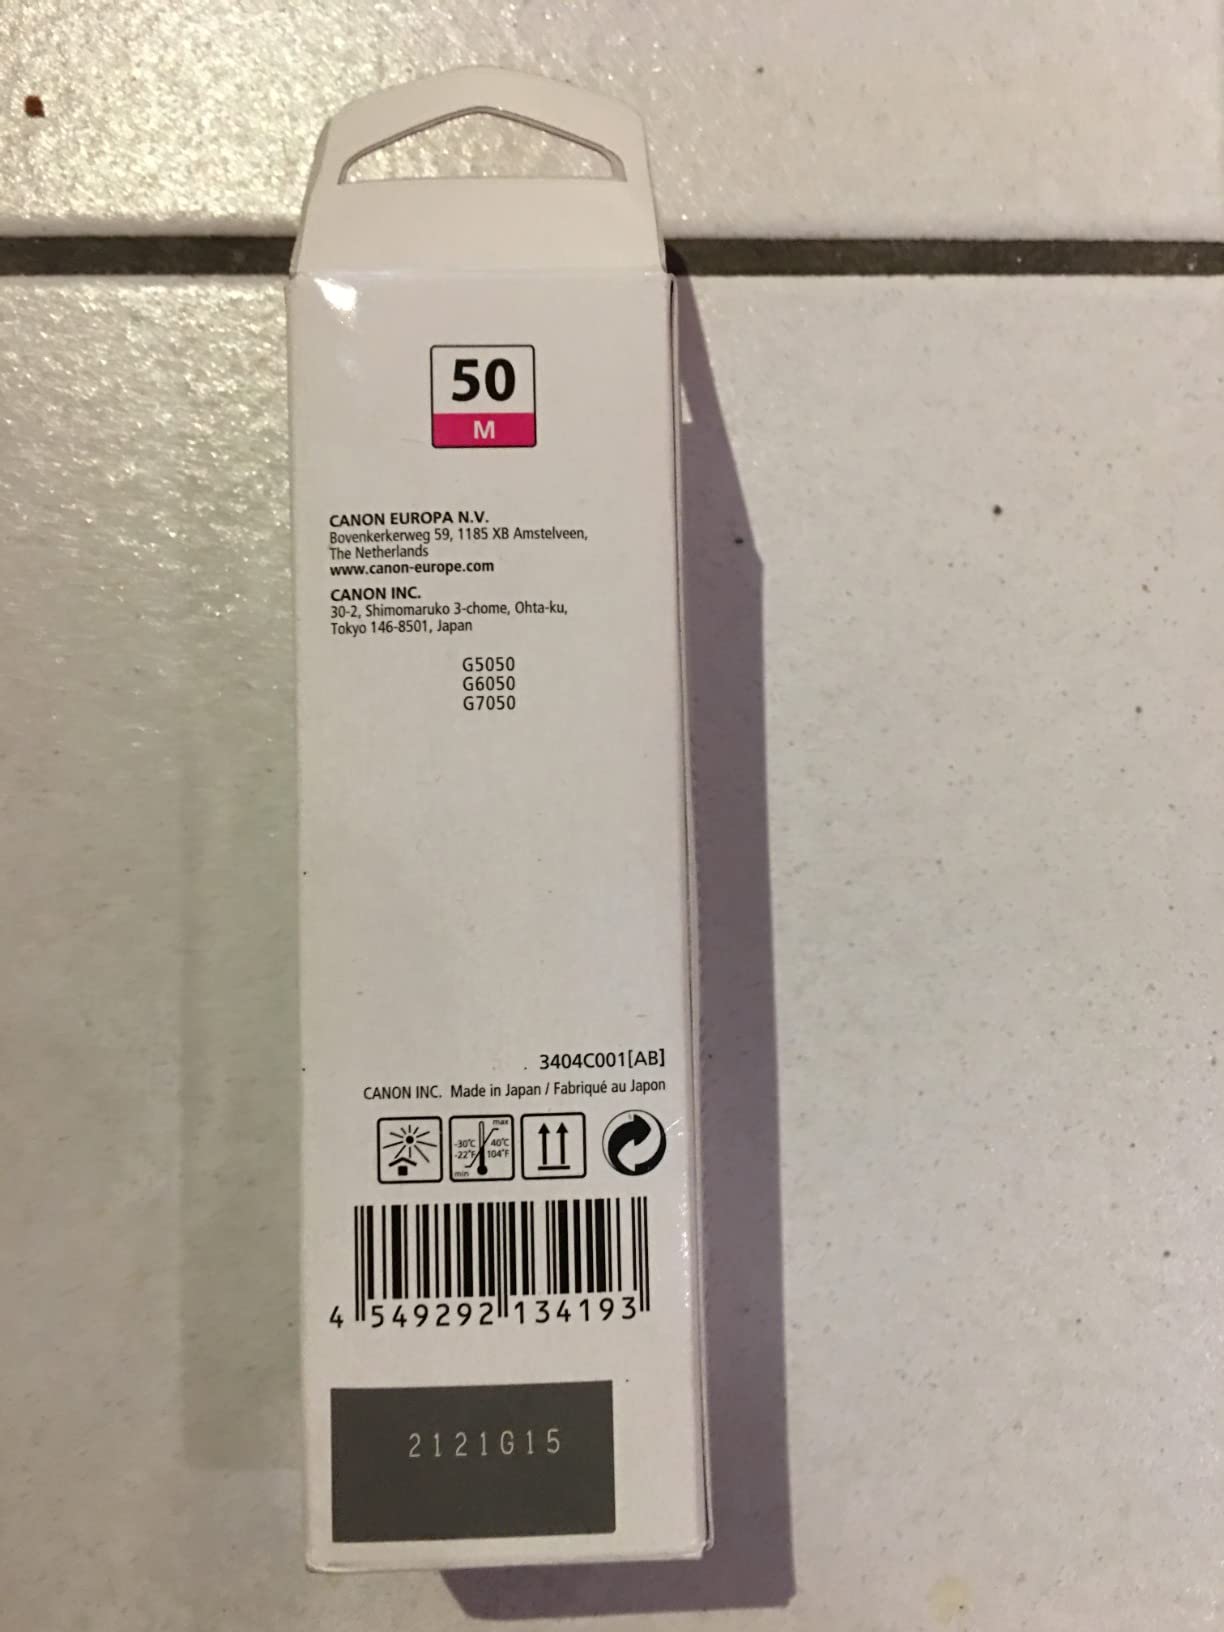 50
M
CANON EUROPA N.V.
Bovenkerkerweg 59, 1185 XB Amstelveen,
The Netherlands
www.canon-europe.com
CANON INC.
30-2, Shimomaruko 3-chome, Ohta-ku,
Tokyo 146-8501, Japan
G5050
G6050
G7050
3404C001[AB]
CANON INC. Made in Japan / Fabriqué au Japon
max
-30°C 40°C
-22°F 104°F
min
4 549292 134193
2121G15